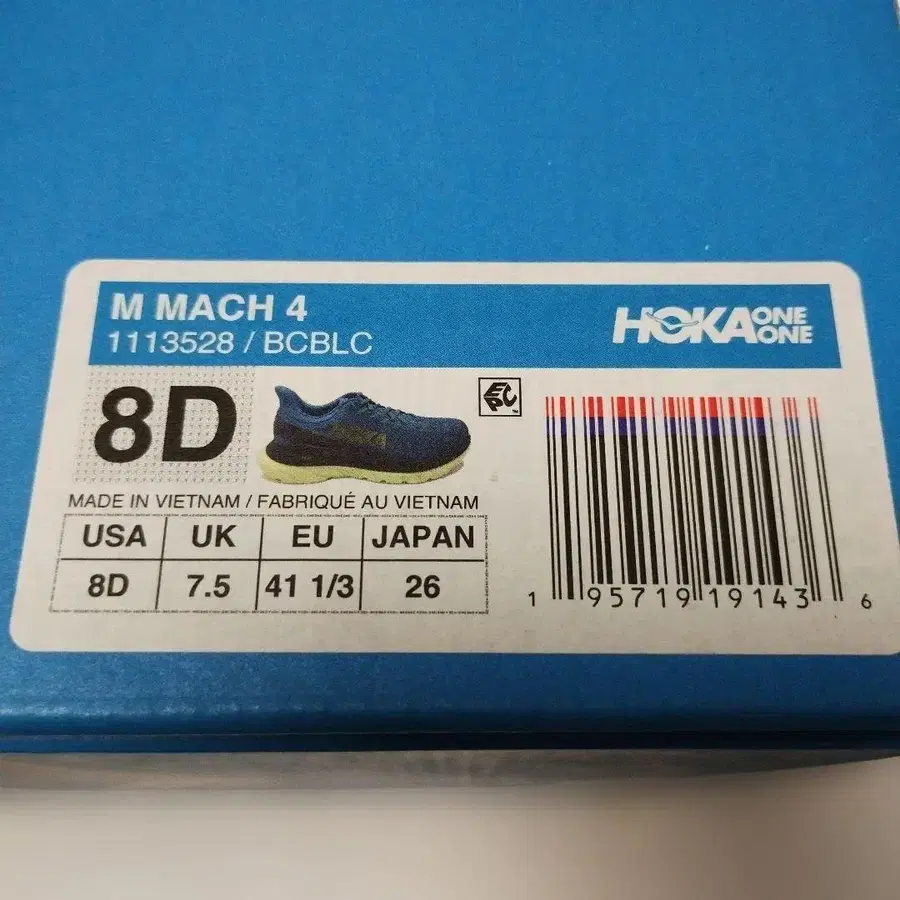 M MACH 4
1113528 / BCBLC
HOKA ONE ONE
8D
EPC™
MADE IN VIETNAM / FABRIQUÉ AU VIETNAM
USA UK EU JAPAN
8D 7.5 41 1/3 26
1 95719 19143 6